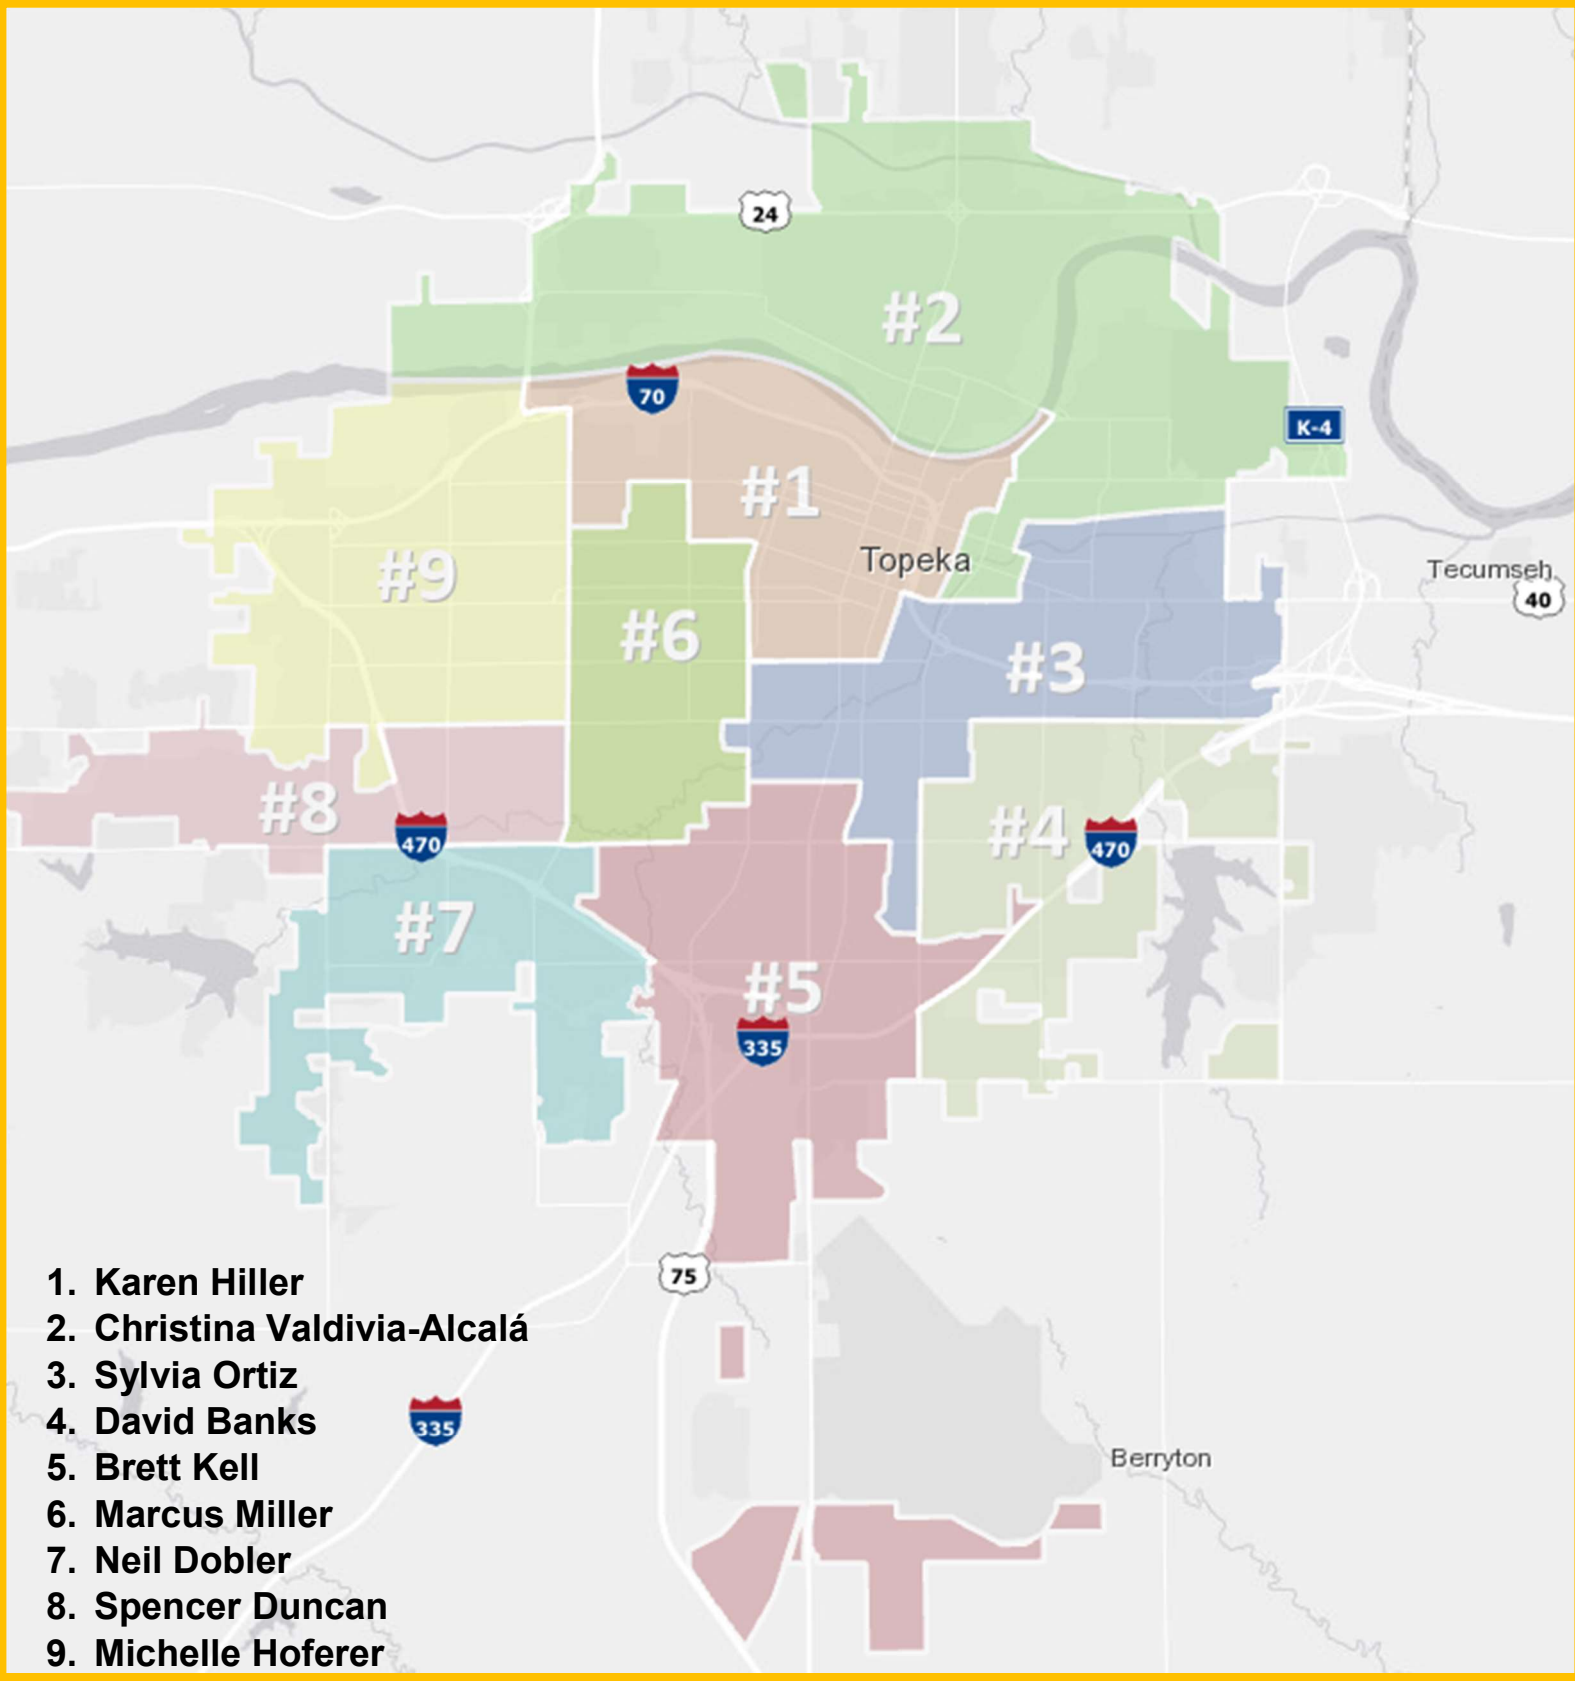 24
#2
70
K-4
#1
Topeka
#9
Tecumseh
40
#6
#3
#8
470
#4
470
#7
#5
335
75
1. Karen Hiller
2. Christina Valdivia-Alcalá
3. Sylvia Ortiz
4. David Banks
5. Brett Kell
6. Marcus Miller
7. Neil Dobler
8. Spencer Duncan
9. Michelle Hoferer
335
Berryton